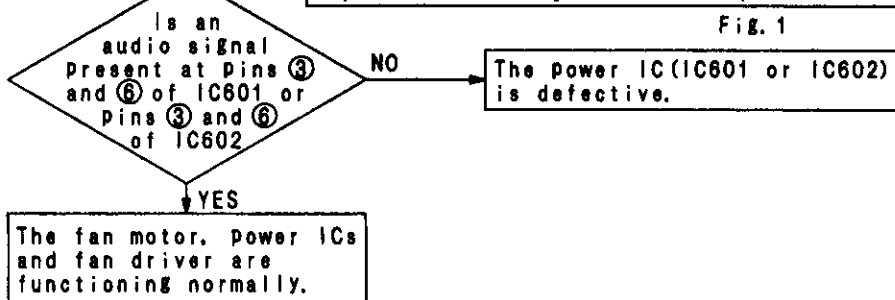 Fig. 1
Is an
audio signal
present at pins ③
and ⑥ of IC601 or
pins ③ and ⑥
of IC602
NO
The power IC(IC601 or IC602)
is defective.
YES
The fan motor. power ICs
and fan driver are
functioning normally.